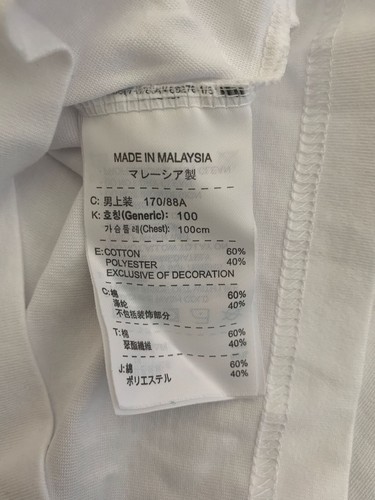 MADE IN MALAYSIA
マレーシア製
C: 男上装 170/88A
K: 호칭(Generic): 100
가슴둘레(Chest): 100cm
E: COTTON 60%
POLYESTER 40%
EXCLUSIVE OF DECORATION
C: 棉 60%
涤纶 40%
不包括装饰部分
T: 棉 60%
聚酯纖維 40%
J: 綿 60%
ポリエステル 40%